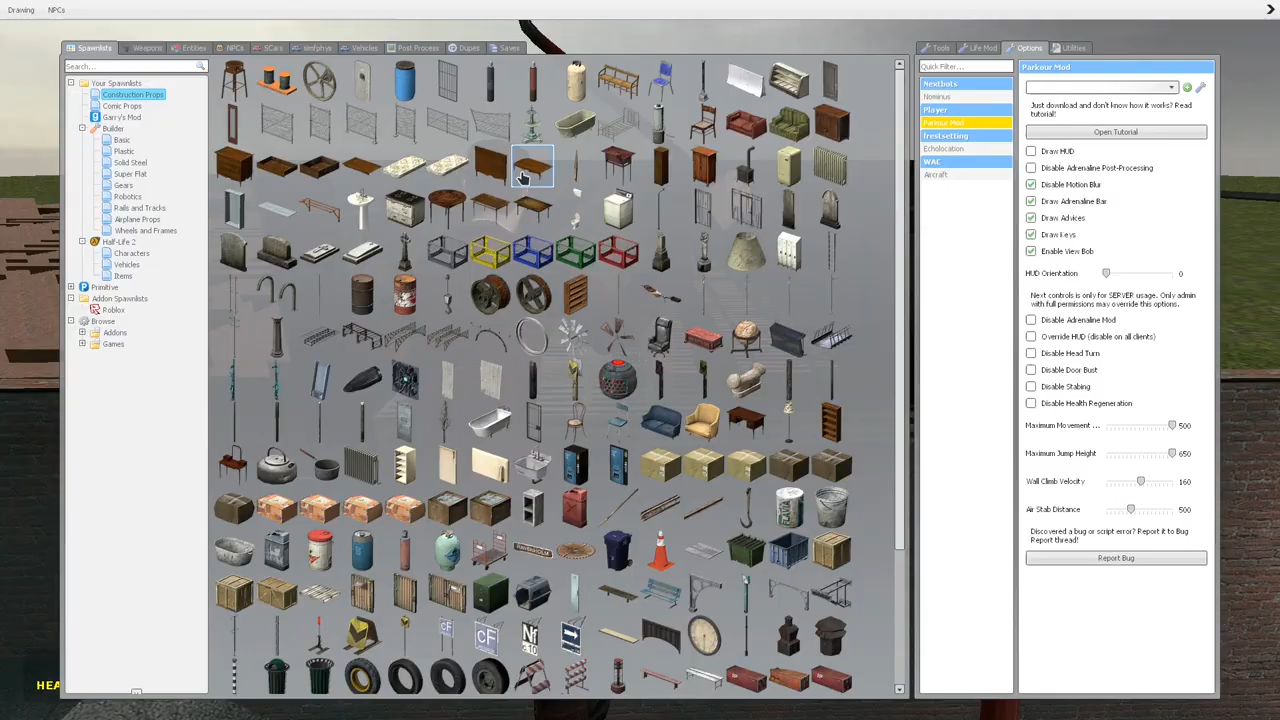 Drawing NPCs
Spawnlists Weapons Entities NPCs SCars simfphys Vehicles Post Process Dupes Saves
Search...
Your Spawnlists
Construction Props
Comic Props
Garry's Mod
Builder
Basic
Plastic
Solid Steel
Super Flat
Gears
Robotics
Rails and Tracks
Airplane Props
Wheels and Frames
Half-Life 2
Characters
Vehicles
Items
Primitive
Addon Spawnlists
Roblox
Browse
Addons
Games
RAVENHOLM
cF
cF
Nf
HEA
Tools Life Mod Options Utilities
Quick Filter...
Nextbots
Nominus
Player
Parkour Mod
frestsetting
Echolocation
WAC
Aircraft
Parkour Mod
Just download and don't know how it works? Read
tutorial!
Open Tutorial
Draw HUD
Disable Adrenaline Post-Processing
Disable Motion Blur
Draw Adrenaline Bar
Draw Advices
Draw Keys
Enable View Bob
HUD Orientation 0
Next controls is only for SERVER usage. Only admin
with full permissions may override this options.
Disable Adrenaline Mod
Override HUD (disable on all clients)
Disable Head Turn
Disable Door Bust
Disable Stabing
Disable Health Regeneration
Maximum Movement ... 500
Maximum Jump Height 650
Wall Climb Velocity 160
Air Stab Distance 500
Discovered a bug or script error? Report it to Bug
Report thread!
Report Bug